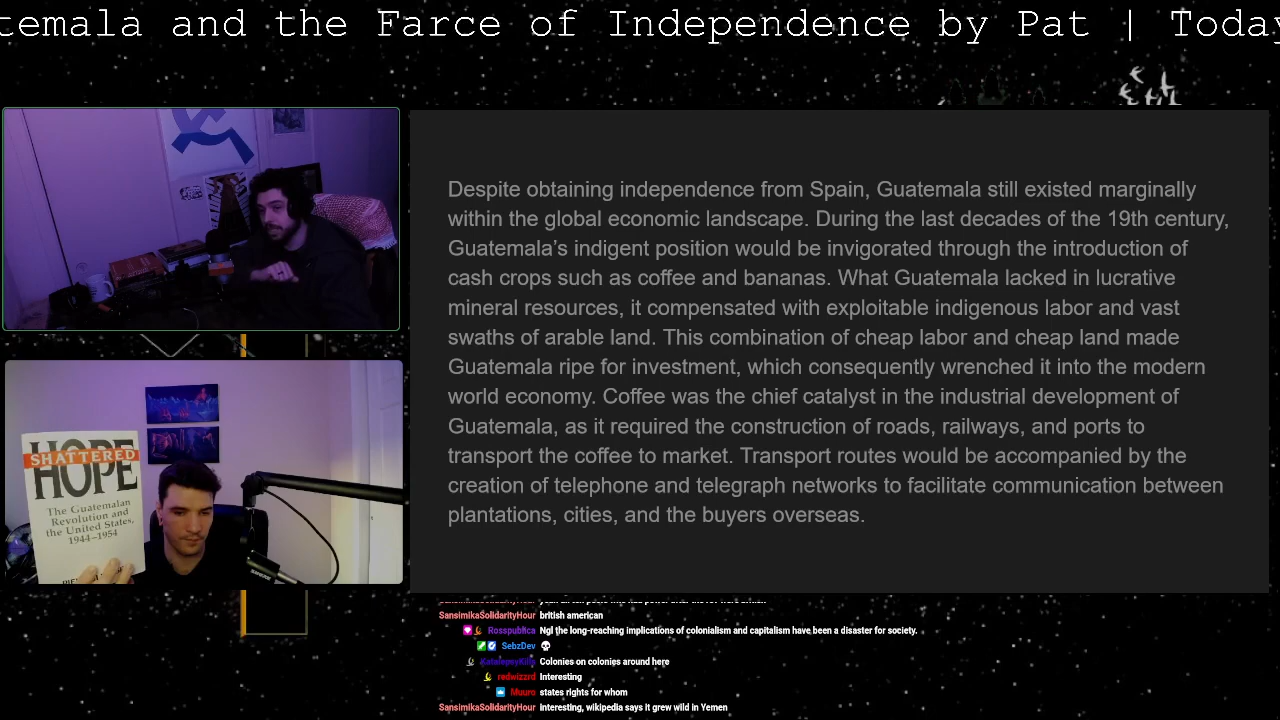 temala and the Farce of Independence by Pat | Today
Despite obtaining independence from Spain, Guatemala still existed marginally
within the global economic landscape. During the last decades of the 19th century,
Guatemala's indigent position would be invigorated through the introduction of
cash crops such as coffee and bananas. What Guatemala lacked in lucrative
mineral resources, it compensated with exploitable indigenous labor and vast
swaths of arable land. This combination of cheap labor and cheap land made
Guatemala ripe for investment, which consequently wrenched it into the modern
world economy. Coffee was the chief catalyst in the industrial development of
Guatemala, as it required the construction of roads, railways, and ports to
transport the coffee to market. Transport routes would be accompanied by the
creation of telephone and telegraph networks to facilitate communication between
plantations, cities, and the buyers overseas.
SHATTERED
HOPE
The Guatemalan
Revolution and
the United States,
1944–1954
SansimikaSolidarityHour british american
Rosspublica Ngl the long-reaching implications of colonialism and capitalism have been a disaster for society.
SebzDev
KatalepsyKills Colonies on colonies around here
redwizzrd Interesting
Muuro states rights for whom
SansimikaSolidarityHour Interesting, wikipedia says it grew wild in Yemen